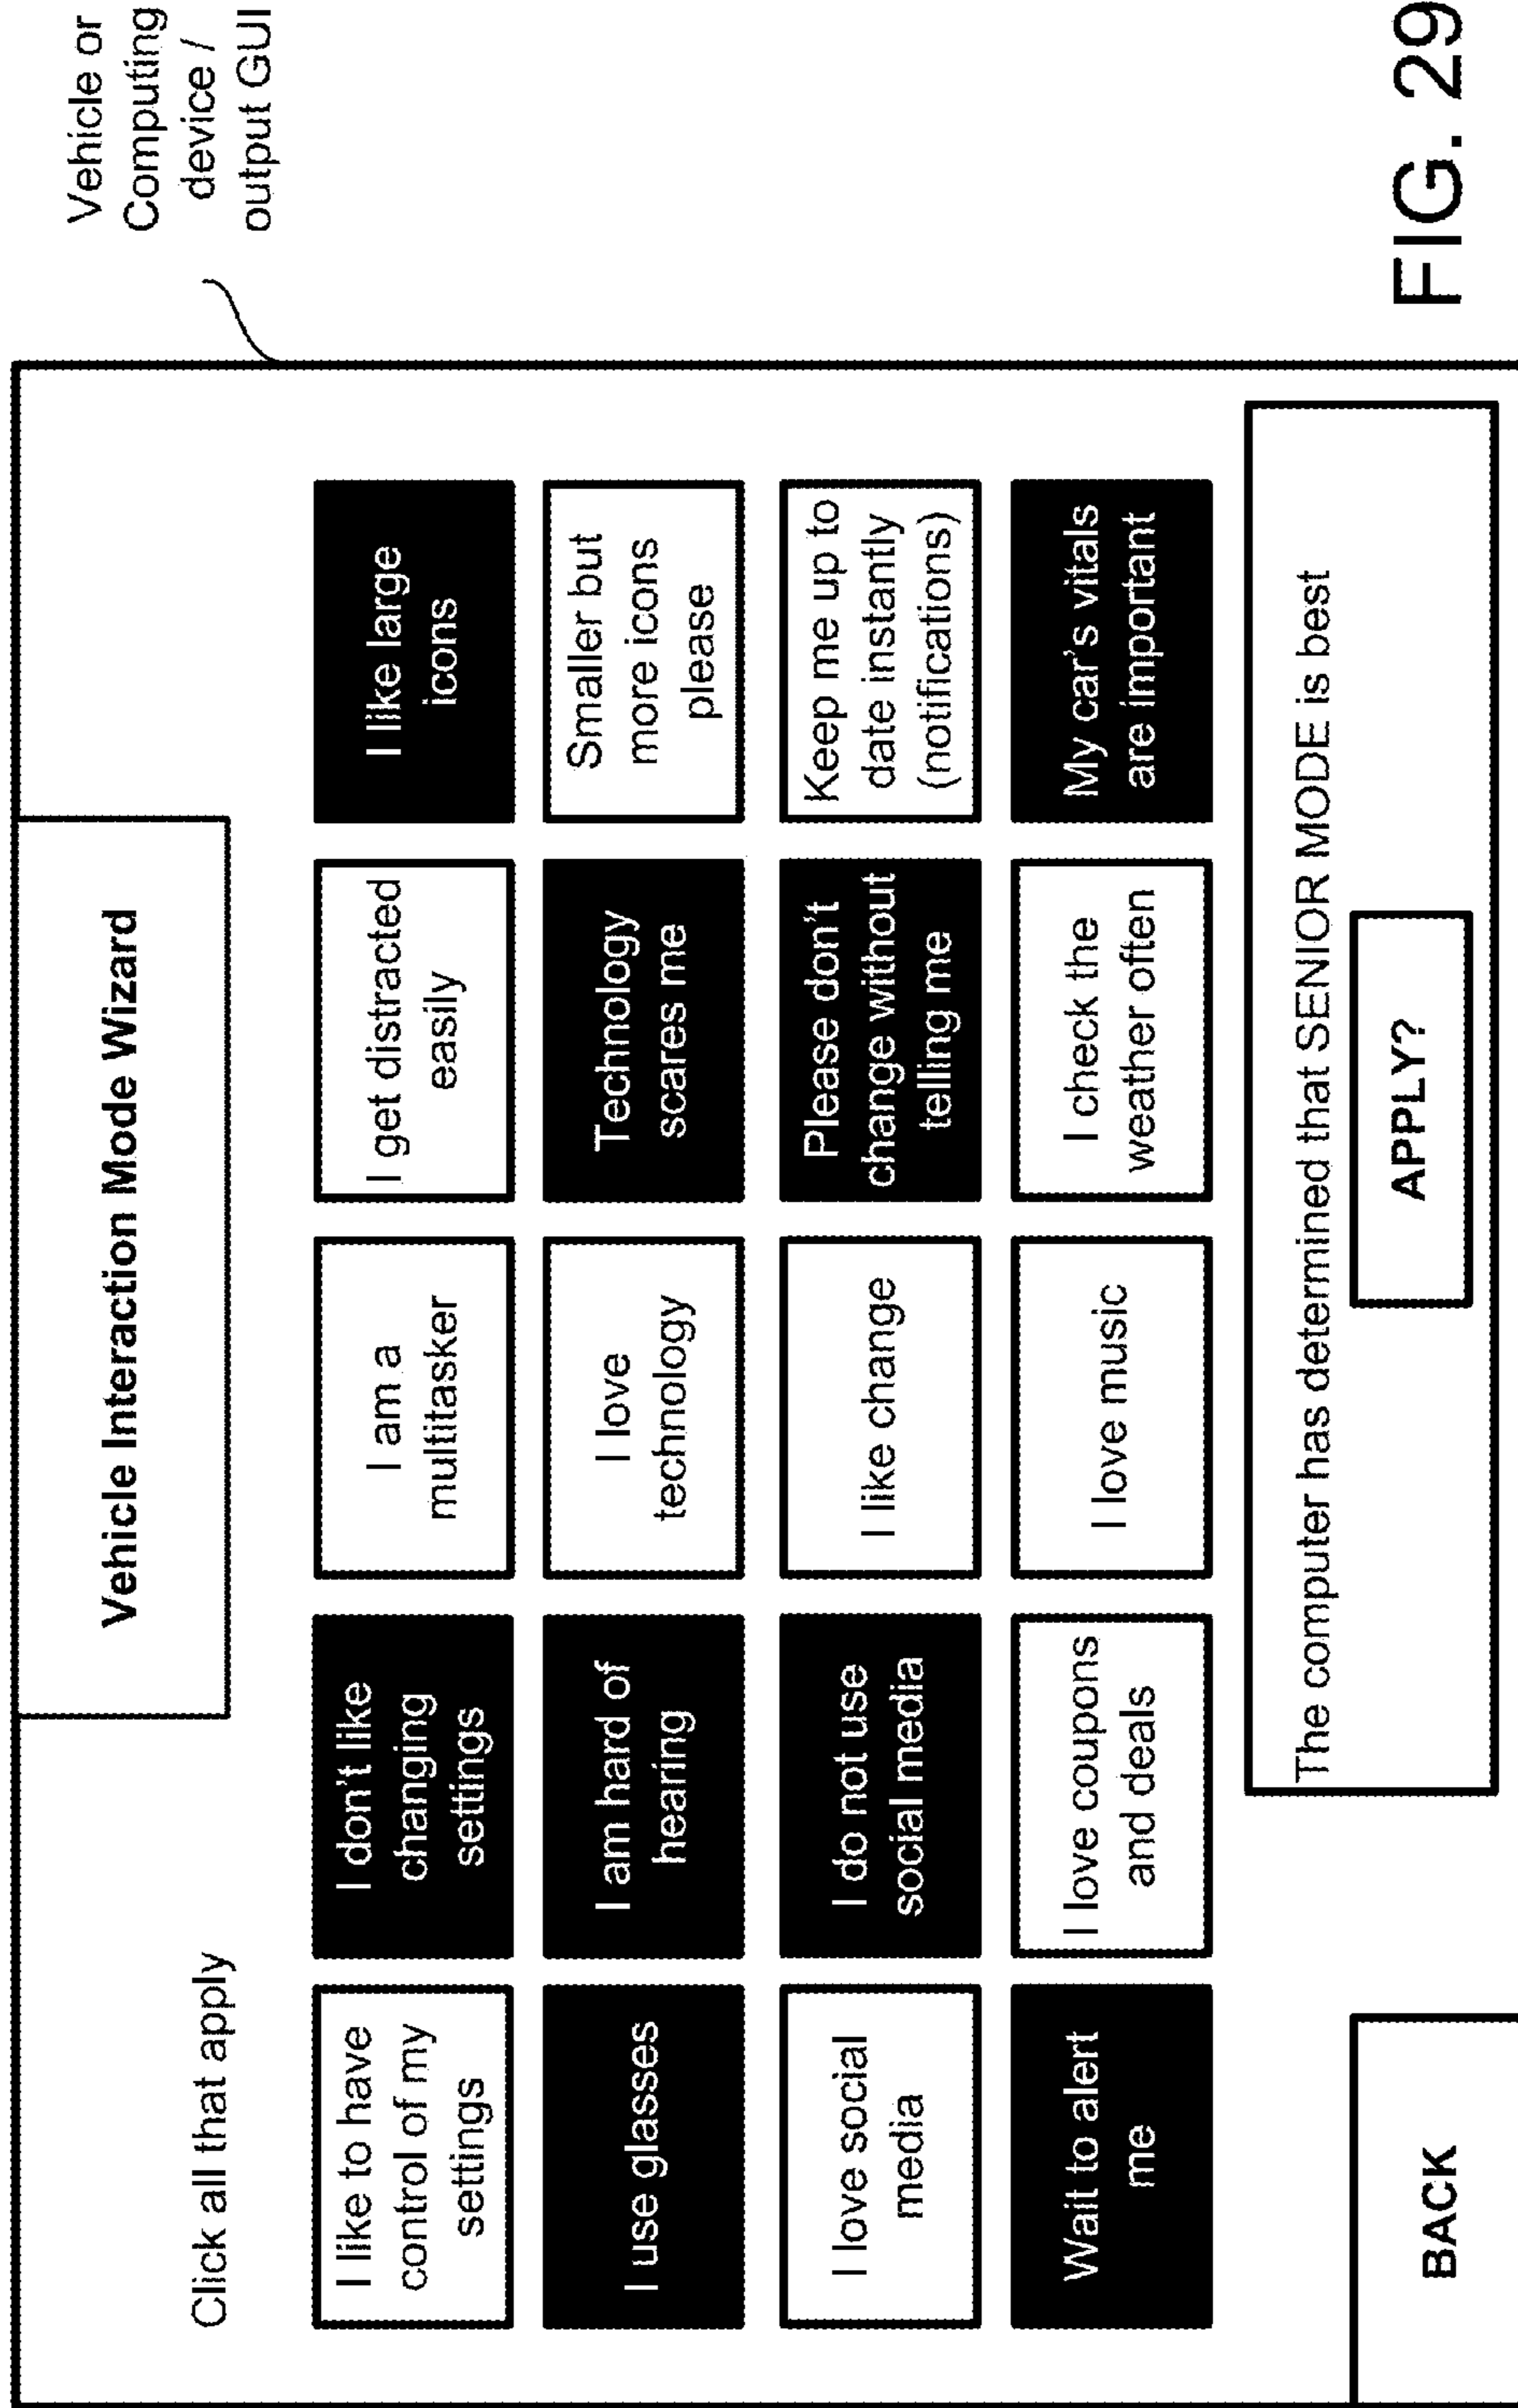 Vehicle or
Computing
device /
output GUI
Vehicle Interaction Mode Wizard
Click all that apply
I like to have
control of my
settings
I don't like
changing
settings
I am a
multitasker
I get distracted
easily
I like large
icons
I use glasses
I am hard of
hearing
I love
technology
Technology
scares me
Smaller but
more icons
please
I love social
media
I do not use
social media
I like change
Please don't
change without
telling me
Keep me up to
date instantly
(notifications)
Wait to alert
me
I love coupons
and deals
I love music
I check the
weather often
My car's vitals
are important
The computer has determined that SENIOR MODE is best
APPLY?
BACK
FIG. 29